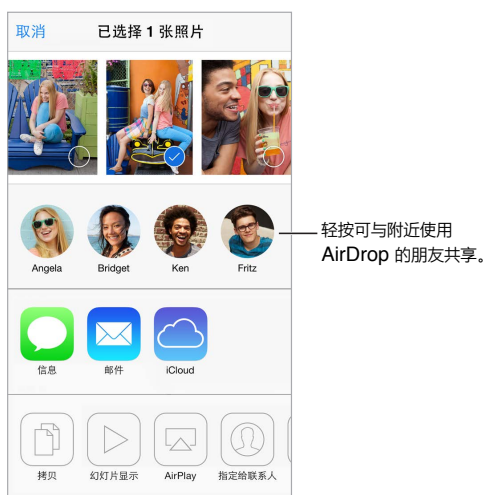 取消 已选择 1 张照片
Angela Bridget Ken Fritz
轻按可与附近使用
AirDrop 的朋友共享。
信息 邮件 iCloud
拷贝 幻灯片显示 AirPlay 指定给联系人